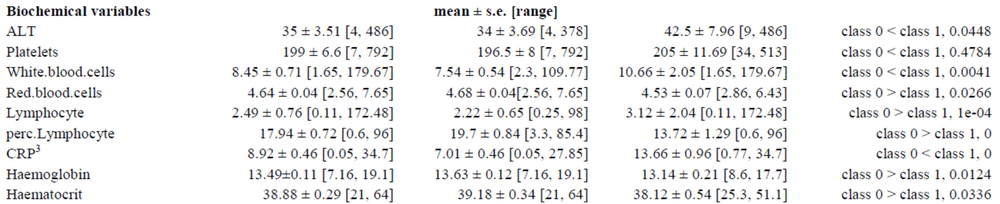 Biochemical variables mean ± s.e. [range]
ALT 35 ± 3.51 [4, 486] 34 ± 3.69 [4, 378] 42.5 ± 7.96 [9, 486] class 0 < class 1, 0.0448
Platelets 199 ± 6.6 [7, 792] 196.5 ± 8 [7, 792] 205 ± 11.69 [34, 513] class 0 < class 1, 0.4784
White.blood.cells 8.45 ± 0.71 [1.65, 179.67] 7.54 ± 0.54 [2.3, 109.77] 10.66 ± 2.05 [1.65, 179.67] class 0 < class 1, 0.0041
Red.blood.cells 4.64 ± 0.04 [2.56, 7.65] 4.68 ± 0.04[2.56, 7.65] 4.53 ± 0.07 [2.86, 6.43] class 0 > class 1, 0.0266
Lymphocyte 2.49 ± 0.76 [0.11, 172.48] 2.22 ± 0.65 [0.25, 98] 3.12 ± 2.04 [0.11, 172.48] class 0 > class 1, 1e-04
perc.Lymphocyte 17.94 ± 0.72 [0.6, 96] 19.7 ± 0.84 [3.3, 85.4] 13.72 ± 1.29 [0.6, 96] class 0 > class 1, 0
CRP³ 8.92 ± 0.46 [0.05, 34.7] 7.01 ± 0.46 [0.05, 27.85] 13.66 ± 0.96 [0.77, 34.7] class 0 < class 1, 0
Haemoglobin 13.49±0.11 [7.16, 19.1] 13.63 ± 0.12 [7.16, 19.1] 13.14 ± 0.21 [8.6, 17.7] class 0 > class 1, 0.0124
Haematocrit 38.88 ± 0.29 [21, 64] 39.18 ± 0.34 [21, 64] 38.12 ± 0.54 [25.3, 51.1] class 0 > class 1, 0.0336